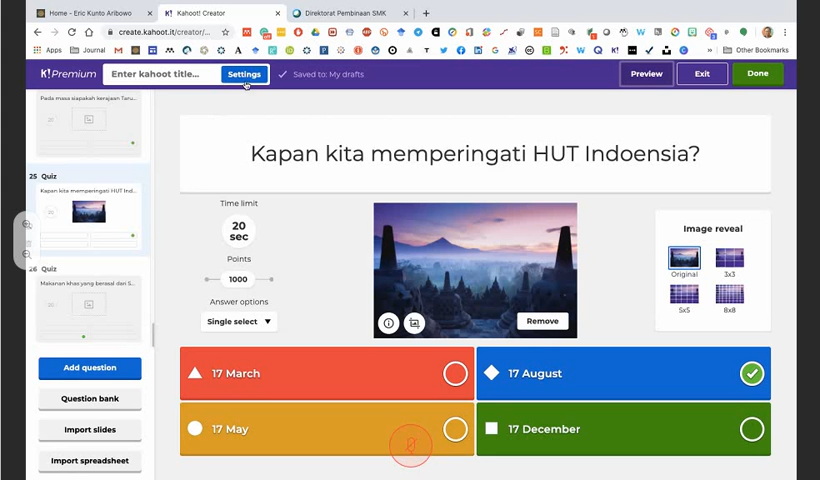 Home - Eric Kunto Aribowo
Kahoot! Creator
Direktorat Pembinaan SMK
create.kahoot.it/creator/...
Apps
Journal
Other Bookmarks
K!Premium
Enter kahoot title...
Settings
Saved to: My drafts
Preview
Exit
Done
Pada masa siapakah kerajaan Taru...
25 Quiz
Kapan kita memperingati HUT Ind...
26 Quiz
Makanan khas yang berasal dari S...
Add question
Question bank
Import slides
Import spreadsheet
Kapan kita memperingati HUT Indoensia?
Time limit
20
sec
Points
1000
Answer options
Single select
Remove
Image reveal
Original
3x3
5x5
8x8
17 March
17 August
17 May
17 December